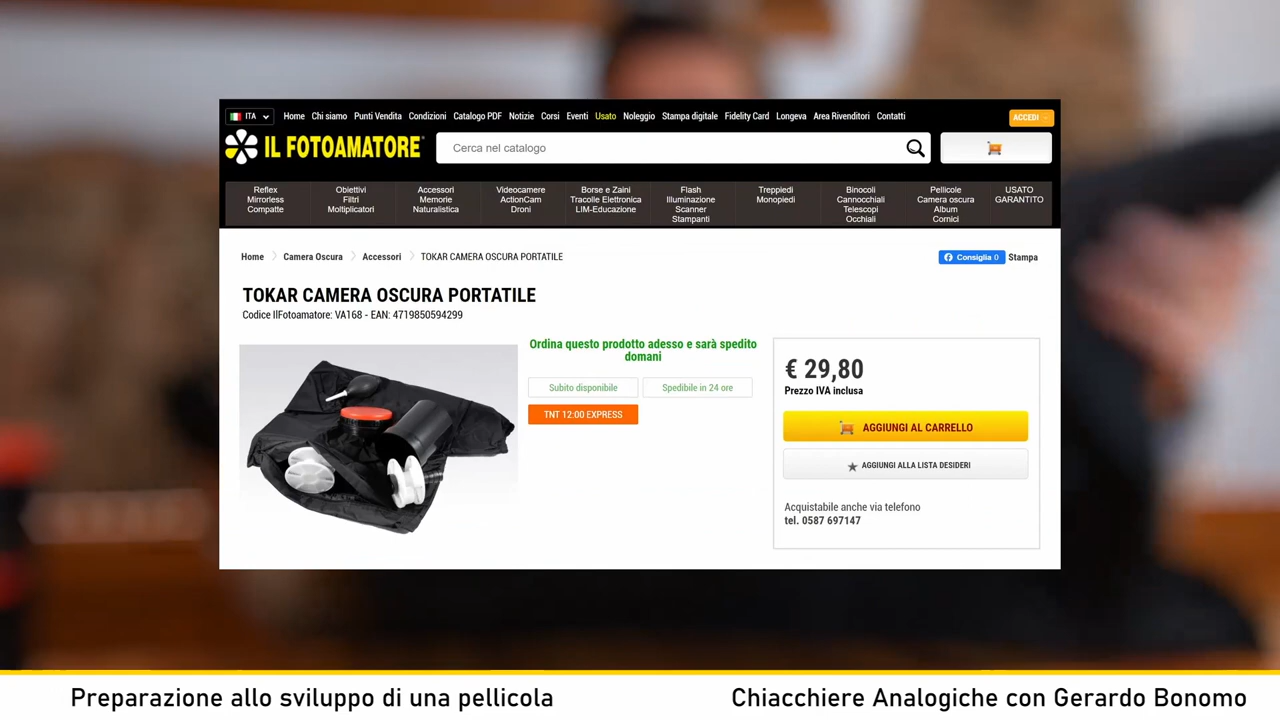 ITA
Home Chi siamo Punti Vendita Condizioni Catalogo PDF Notizie Corsi Eventi Usato Noleggio Stampa digitale Fidelity Card Longeva Area Rivenditori Contatti
ACCEDI
IL FOTOAMATORE
Cerca nel catalogo
Reflex
Mirrorless
Compatte
Obiettivi
Filtri
Moltiplicatori
Accessori
Memorie
Naturalistica
Videocamere
ActionCam
Droni
Borse e Zaini
Tracolle Elettronica
LIM-Educazione
Flash
Illuminazione
Scanner
Stampanti
Treppiedi
Monopiedi
Binocoli
Cannocchiali
Telescopi
Occhiali
Pellicole
Camera oscura
Album
Cornici
USATO
GARANTITO
Home Camera Oscura Accessori TOKAR CAMERA OSCURA PORTATILE
Consiglia 0 Stampa
TOKAR CAMERA OSCURA PORTATILE
Codice IlFotoamatore: VA168 - EAN: 4719850594299
Ordina questo prodotto adesso e sarà spedito
domani
Subito disponibile
Spedibile in 24 ore
TNT 12:00 EXPRESS
€ 29,80
Prezzo IVA inclusa
AGGIUNGI AL CARRELLO
AGGIUNGI ALLA LISTA DESIDERI
Acquistabile anche via telefono
tel. 0587 697147
Preparazione allo sviluppo di una pellicola
Chiacchiere Analogiche con Gerardo Bonomo